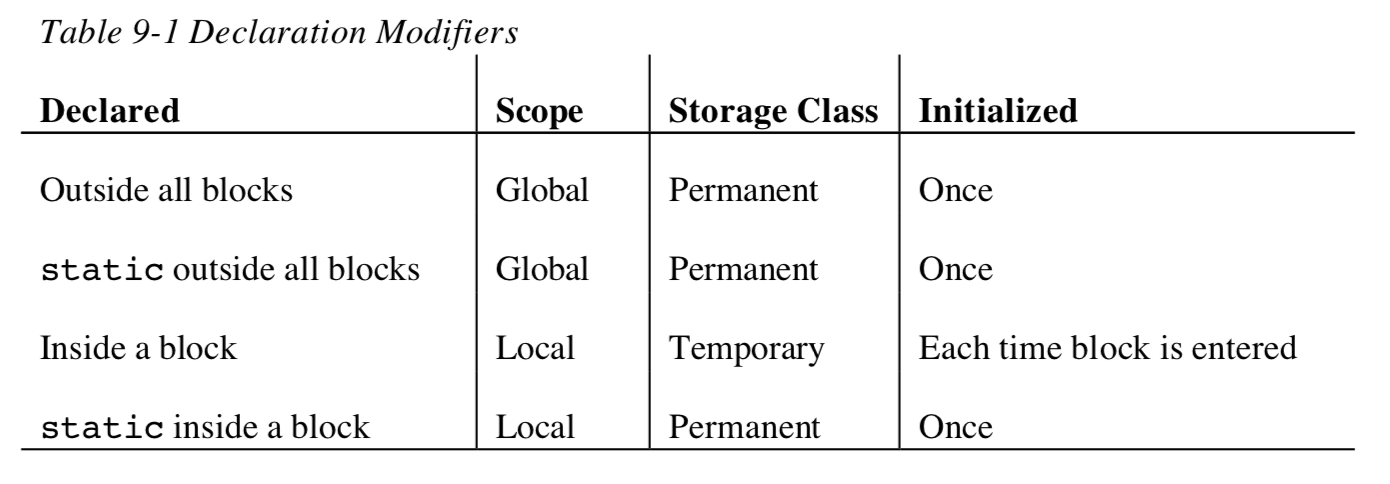 Table 9-1 Declaration Modifiers
Declared Scope Storage Class Initialized
Outside all blocks Global Permanent Once
static outside all blocks Global Permanent Once
Inside a block Local Temporary Each time block is entered
static inside a block Local Permanent Once